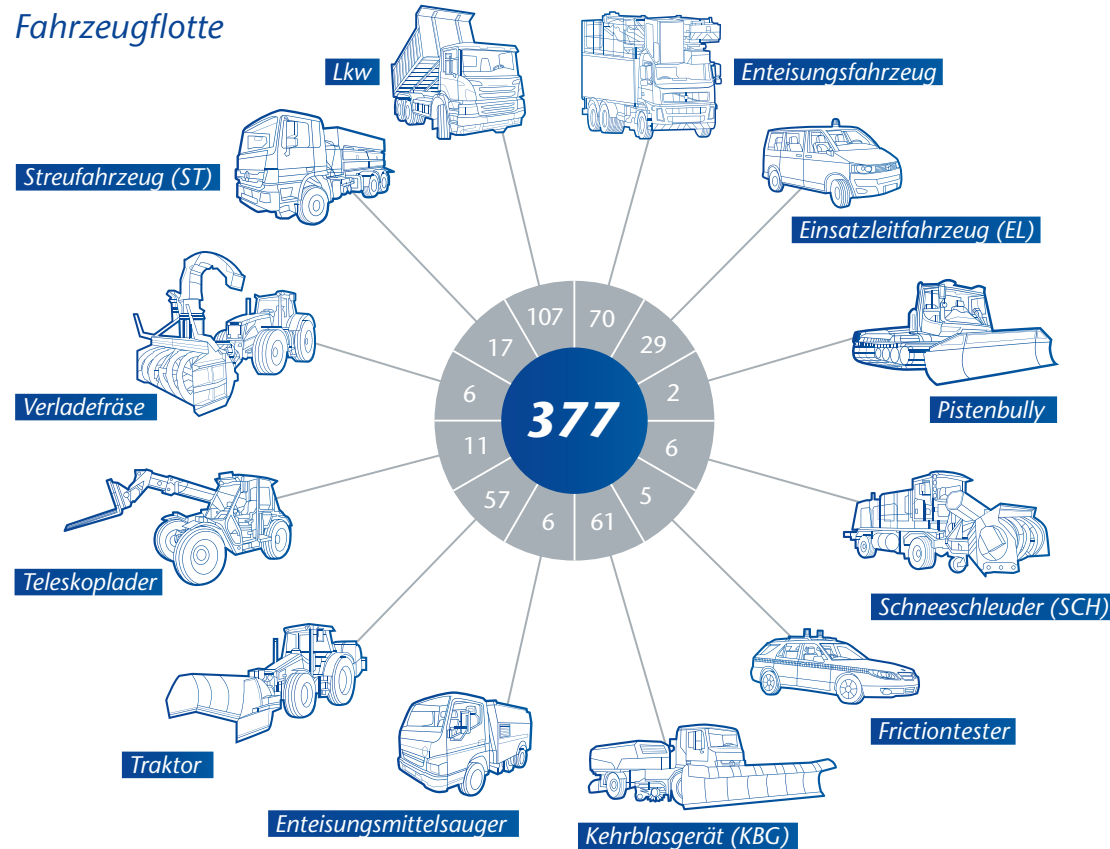 Fahrzeugflotte
Lkw
Enteisungsfahrzeug
Streufahrzeug (ST)
Einsatzleitfahrzeug (EL)
Verladefräse
Pistenbully
Teleskoplader
Schneeschleuder (SCH)
Traktor
Frictiontester
Enteisungsmittelsauger
Kehrblasgerät (KBG)
107
70
17
29
6
2
377
11
6
57
5
6
61